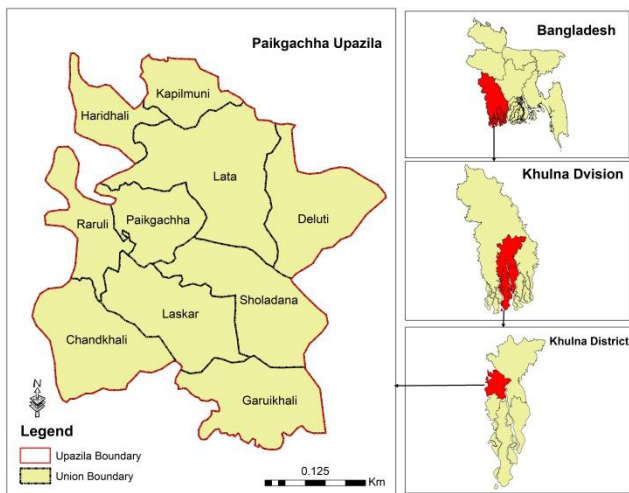 Paikgachha Upazila
Kapilmuni
Haridhali
Lata
Deluti
Raruli
Paikgachha
Sholadana
Laskar
Chandkhali
Garuikhali
N
Legend
Upazila Boundary
Union Boundary
0.125
Km
Bangladesh
Khulna Dvision
Khulna District